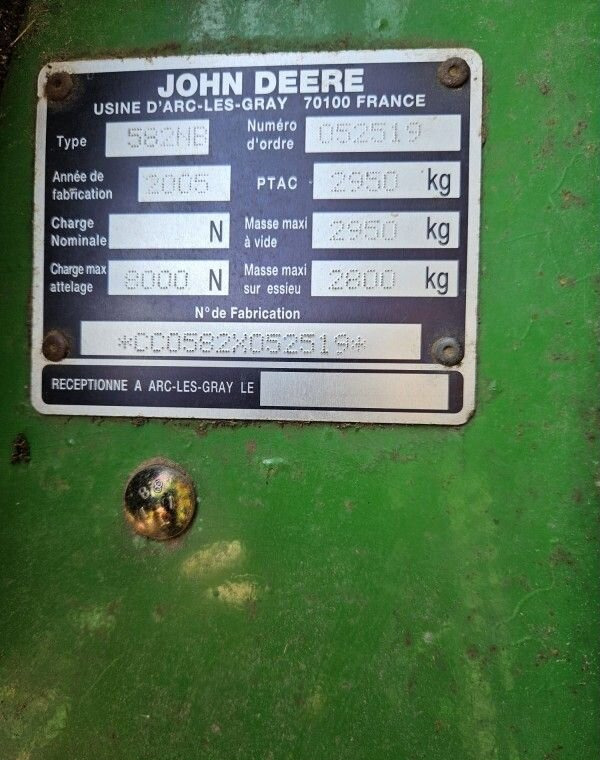 JOHN DEERE
USINE D'ARC-LES-GRAY 70100 FRANCE
Type 582MB Numéro d'ordre 052519
Année de fabrication 2005 PTAC 2950 kg
Charge Nominale N Masse maxi à vide 2950 kg
Charge max attelage 8000 N Masse maxi sur essieu 2800 kg
N° de Fabrication
*CC0582X052519*
RECEPTIONNE A ARC-LES-GRAY LE